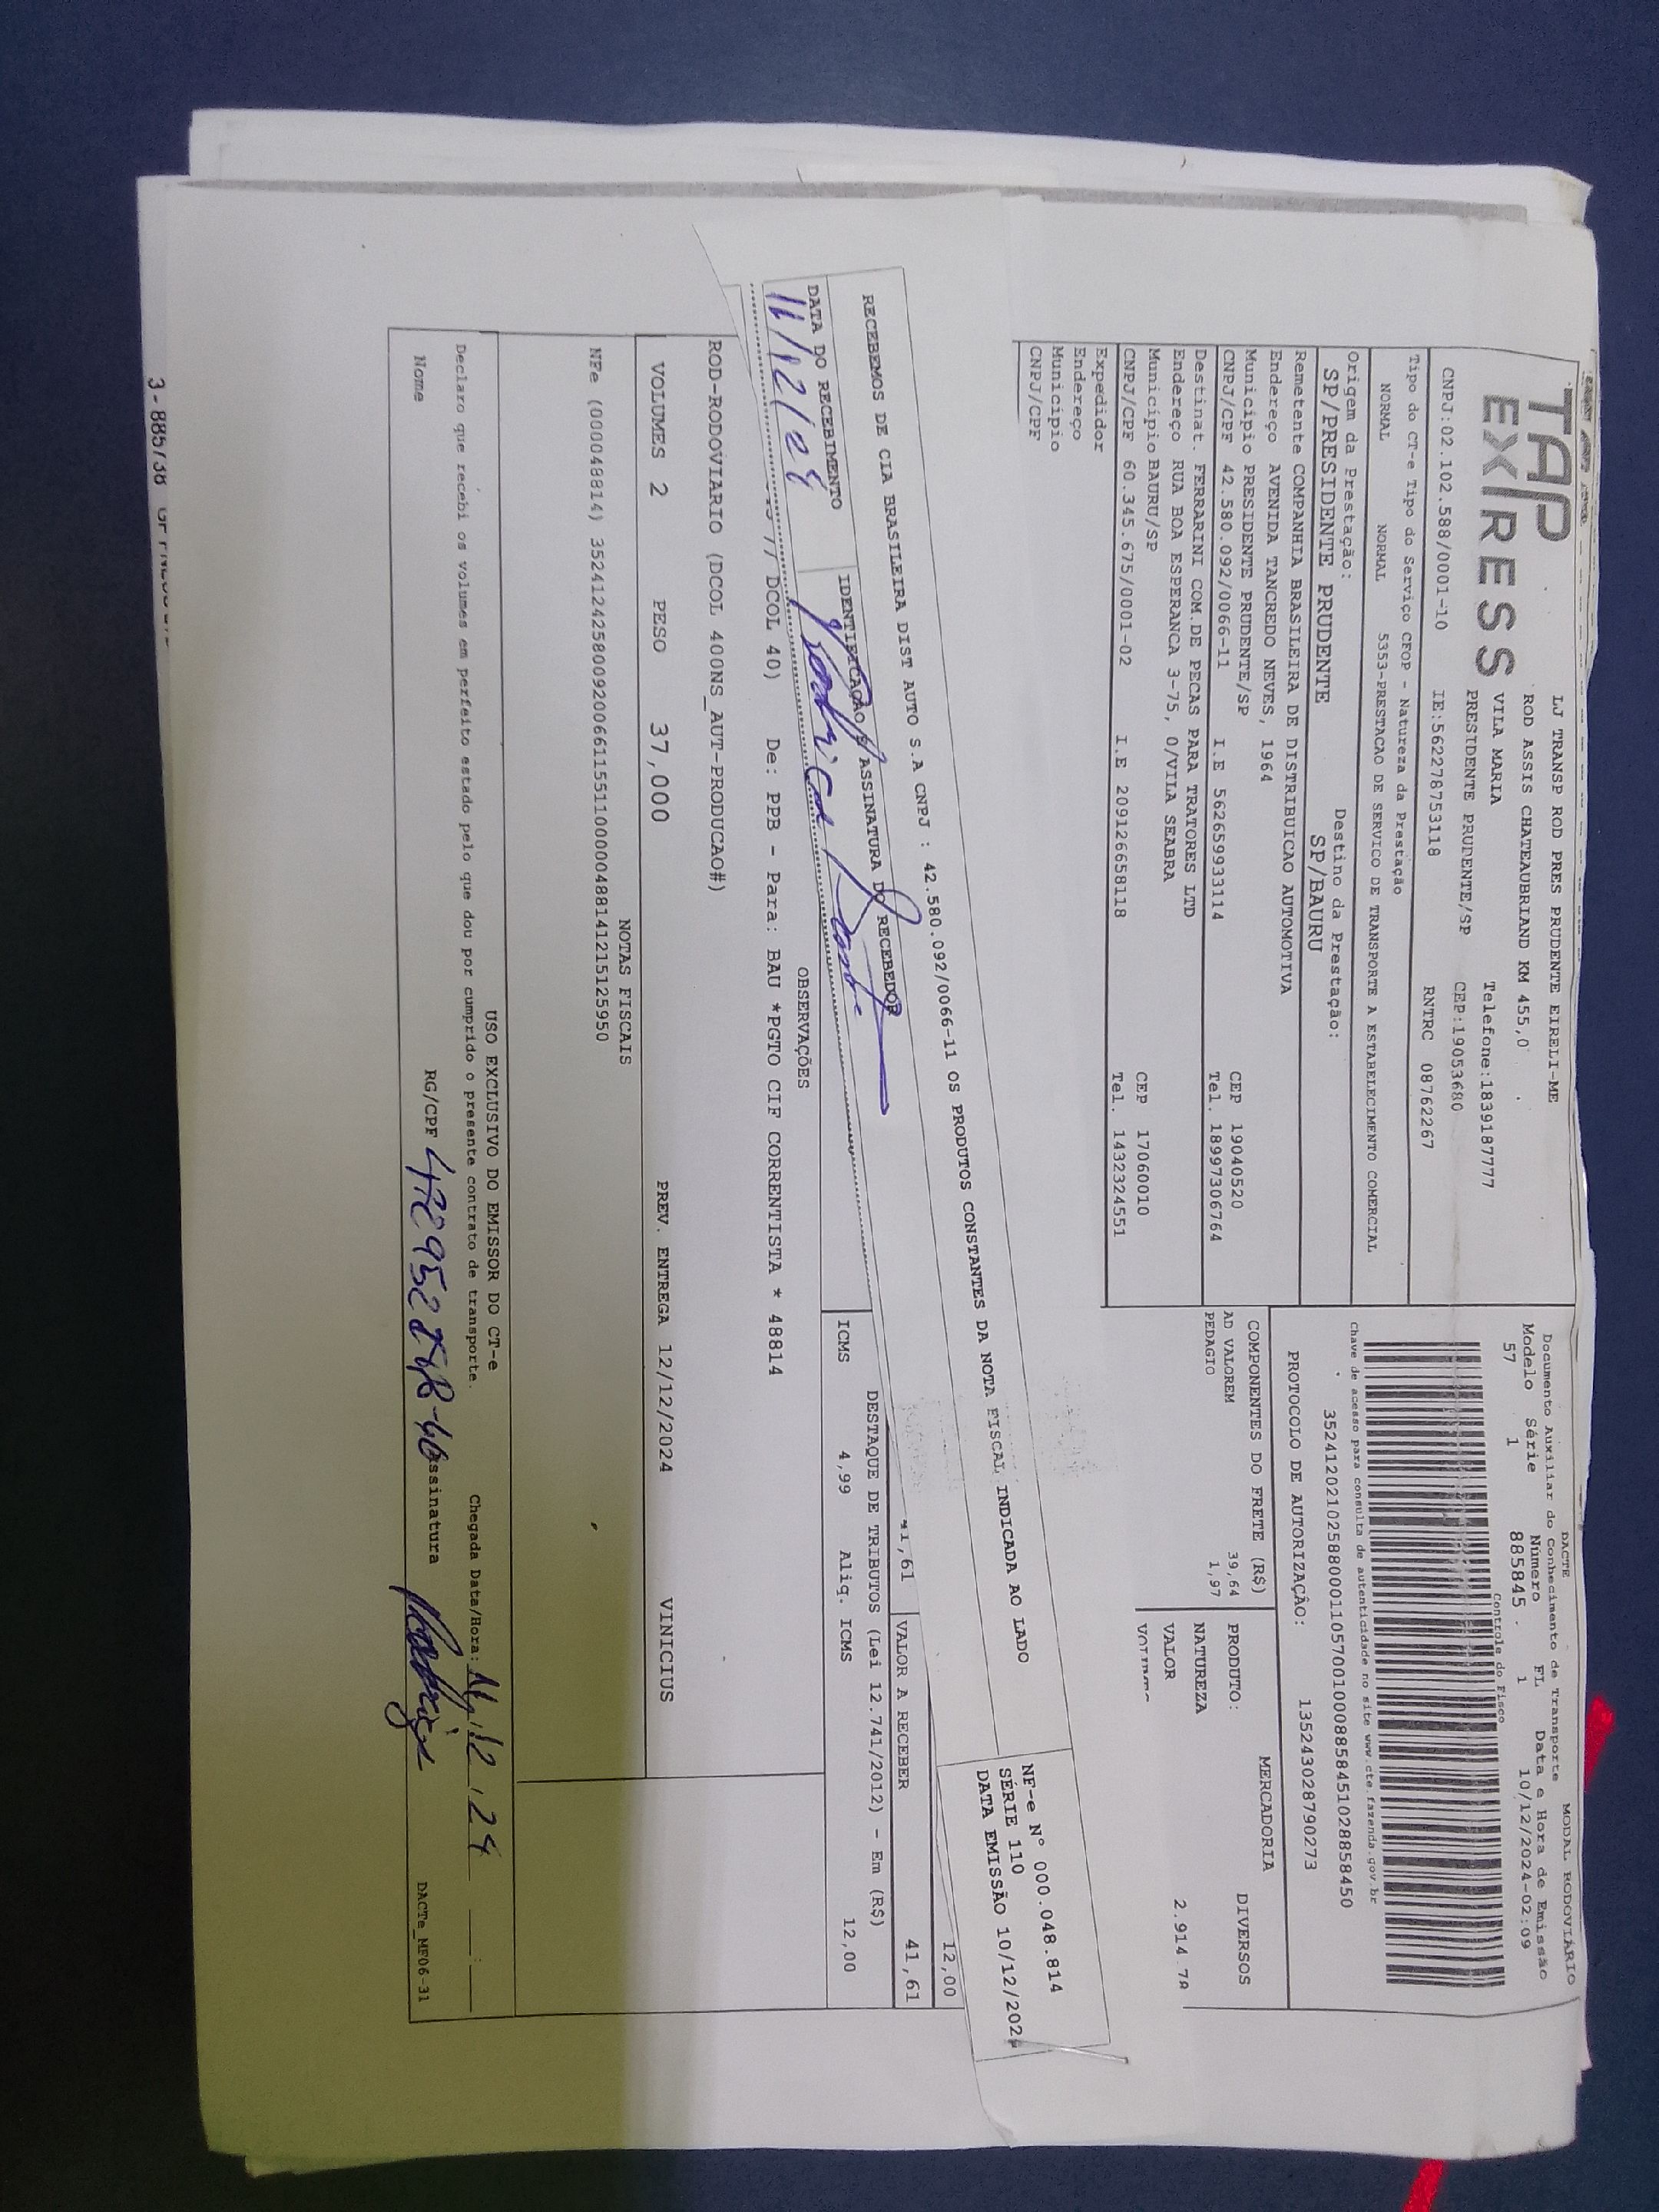 TAP
EXPRESS
LJ TRANSP ROD PRES PRUDENTE EIRELI-ME
ROD ASSIS CHATEAUBRIAND KM 455,0
VILA MARIA Telefone:1839187777
PRESIDENTE PRUDENTE/SP CEP:19053680
CNPJ:02.102.588/0001-10 IE:562278753118 RNTRC 08762267
Tipo do CT-e Tipo do Serviço CFOP - Natureza da Prestação
NORMAL NORMAL 5353-PRESTACAO DE SERVICO DE TRANSPORTE A ESTABELECIMENTO COMERCIAL
Origem da Prestação: Destino da Prestação:
SP/PRESIDENTE PRUDENTE SP/BAURU
Remetente COMPANHIA BRASILEIRA DE DISTRIBUICAO AUTOMOTIVA
Endereço AVENIDA TANCREDO NEVES, 1964
Município PRESIDENTE PRUDENTE/SP CEP 19040520
CNPJ/CPF 42.580.092/0066-11 I.E 562659933114 Tel. 18997306764
Destinat. FERRARINI COM.DE PECAS PARA TRATORES LTD
Endereço RUA BOA ESPERANCA 3-75, 0/VILA SEABRA
Município BAURU/SP CEP 17060010
CNPJ/CPF 60.345.675/0001-02 I.E 209126658118 Tel. 1432324551
Expedidor
Endereço
Município
CNPJ/CPF
DACTE MODAL RODOVIÁRIO
Documento Auxiliar do Conhecimento de Transporte
Modelo Série Número FL Data e Hora de Emissão
57 1 885845 1 10/12/2024-02:09
Controle do Fisco
Chave de acesso para consulta de autenticidade no site www.cte.fazenda.gov.br
35241202102588000110570010008858451028858450
PROTOCOLO DE AUTORIZAÇÃO: 135243028790273
COMPONENTES DO FRETE (R$) MERCADORIA
AD VALOREM 39,64
PEDAGIO 1,97
PRODUTO: DIVERSOS
NATUREZA
VALOR 2.914,78
RECEBEMOS DE CIA BRASILEIRA DIST AUTO S.A CNPJ : 42.580.092/0066-11 OS PRODUTOS CONSTANTES DA NOTA FISCAL INDICADA AO LADO
NF-e N° 000.048.814
SÉRIE 110
DATA EMISSÃO 10/12/2024
DATA DO RECEBIMENTO IDENTIFICAÇÃO E ASSINATURA DO RECEBEDOR
11/12/24
12,00
41,61 VALOR A RECEBER 41,61
DESTAQUE DE TRIBUTOS (Lei 12.741/2012) - Em (R$)
ICMS 4,99 Aliq. ICMS 12,00
OBSERVAÇÕES
DCOL 40) De: PPB - Para: BAU *PGTO CIF CORRENTISTA * 48814
ROD-RODOVIARIO (DCOL 400NS_AUT-PRODUCAO#)
VOLUMES 2 PESO 37,000 PREV. ENTREGA 12/12/2024 VINICIUS
NOTAS FISCAIS
NFe (000048814) 35241242580092006611551100000488141215125950
USO EXCLUSIVO DO EMISSOR DO CT-e
Declaro que recebi os volumes em perfeito estado pelo que dou por cumprido o presente contrato de transporte. Chegada Data/Hora: 11 12 24 :
Nome RG/CPF Assinatura Rodrigo
DACTe_MF06-31